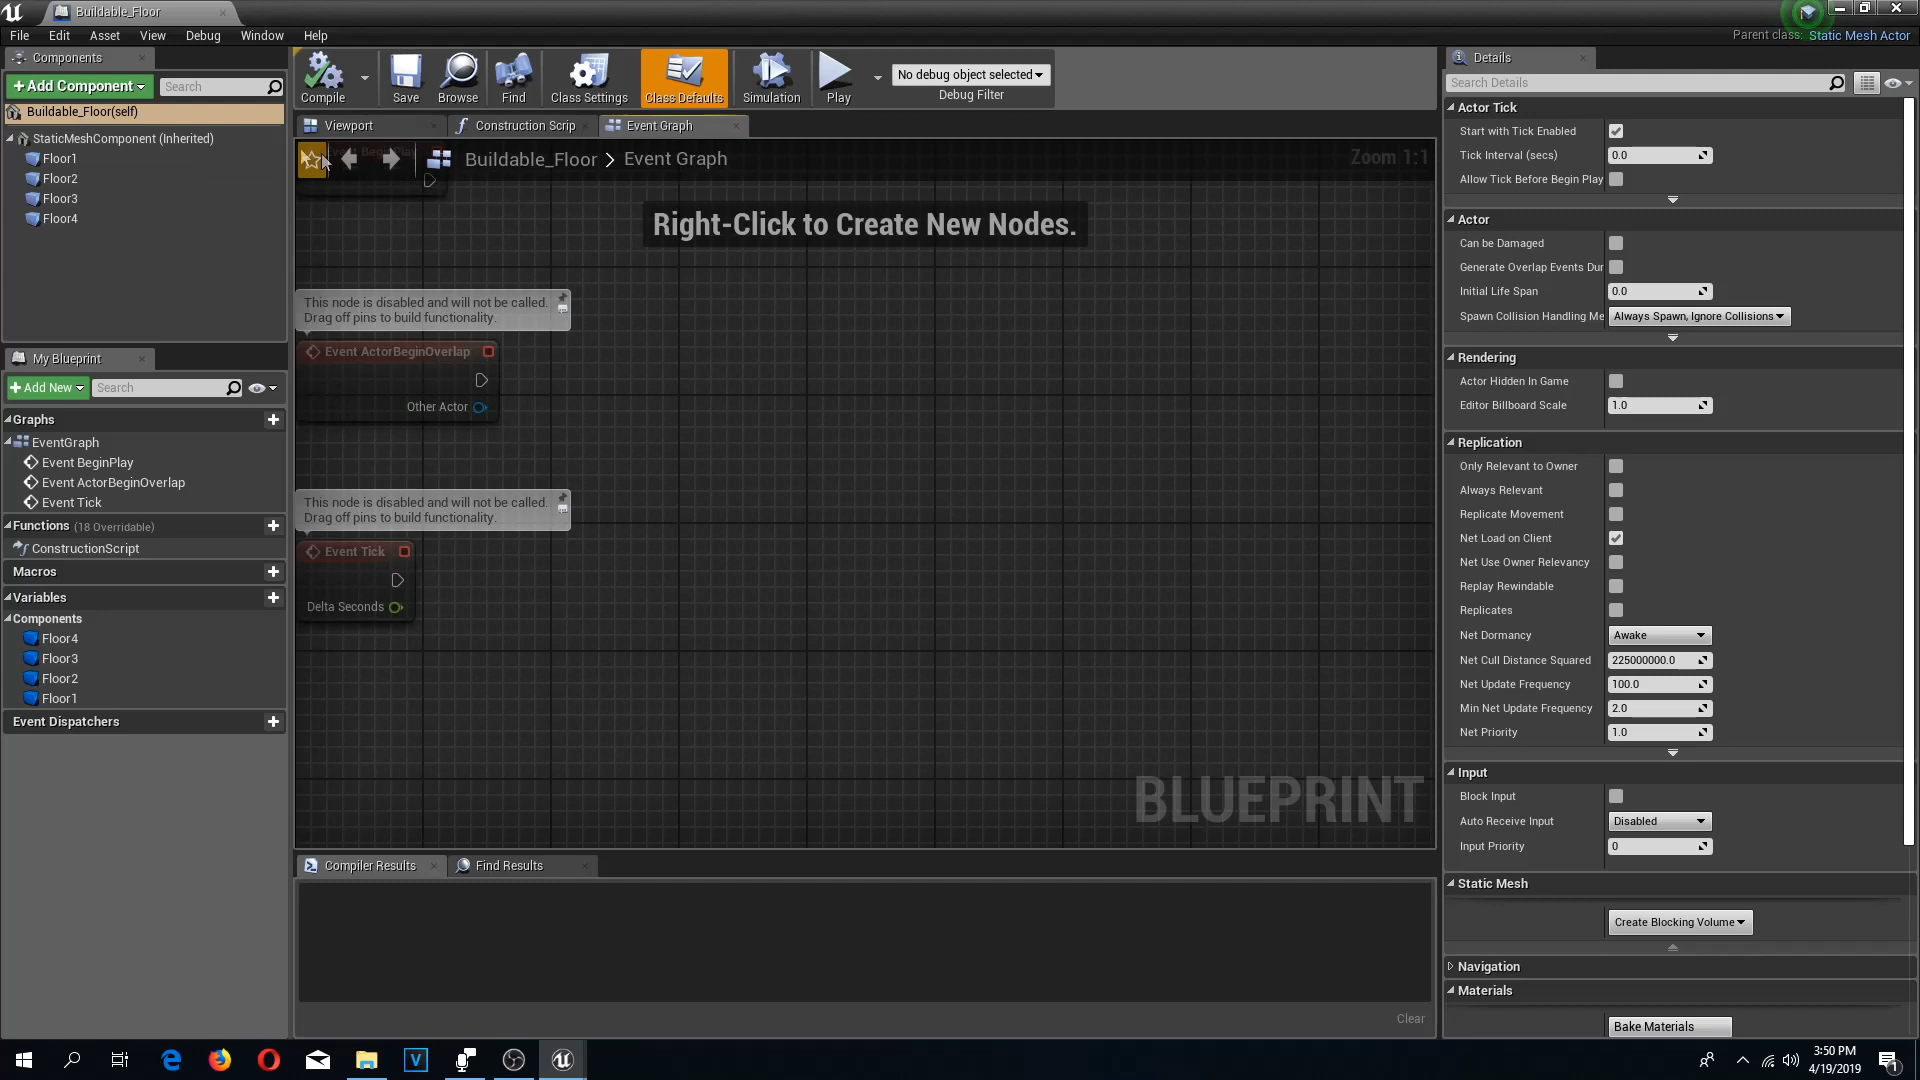 Buildable_Floor
File Edit Asset View Debug Window Help
Parent class: Static Mesh Actor
Components
Add Component
Search
Buildable_Floor(self)
StaticMeshComponent (Inherited)
Floor1
Floor2
Floor3
Floor4
My Blueprint
Add New
Search
Graphs
EventGraph
Event BeginPlay
Event ActorBeginOverlap
Event Tick
Functions (18 Overridable)
ConstructionScript
Macros
Variables
Components
Floor4
Floor3
Floor2
Floor1
Event Dispatchers
Compile
Save
Browse
Find
Class Settings
Class Defaults
Simulation
Play
No debug object selected
Debug Filter
Viewport
Construction Scrip
Event Graph
Event BeginPlay
Buildable_Floor > Event Graph
Zoom 1:1
Right-Click to Create New Nodes.
This node is disabled and will not be called.
Drag off pins to build functionality.
Event ActorBeginOverlap
Other Actor
This node is disabled and will not be called.
Drag off pins to build functionality.
Event Tick
Delta Seconds
BLUEPRINT
Compiler Results
Find Results
Clear
Details
Search Details
Actor Tick
Start with Tick Enabled
Tick Interval (secs) 0.0
Allow Tick Before Begin Play
Actor
Can be Damaged
Generate Overlap Events Dur
Initial Life Span 0.0
Spawn Collision Handling Me Always Spawn, Ignore Collisions
Rendering
Actor Hidden In Game
Editor Billboard Scale 1.0
Replication
Only Relevant to Owner
Always Relevant
Replicate Movement
Net Load on Client
Net Use Owner Relevancy
Replay Rewindable
Replicates
Net Dormancy Awake
Net Cull Distance Squared 225000000.0
Net Update Frequency 100.0
Min Net Update Frequency 2.0
Net Priority 1.0
Input
Block Input
Auto Receive Input Disabled
Input Priority 0
Static Mesh
Create Blocking Volume
Navigation
Materials
Bake Materials
3:50 PM
4/19/2019
1